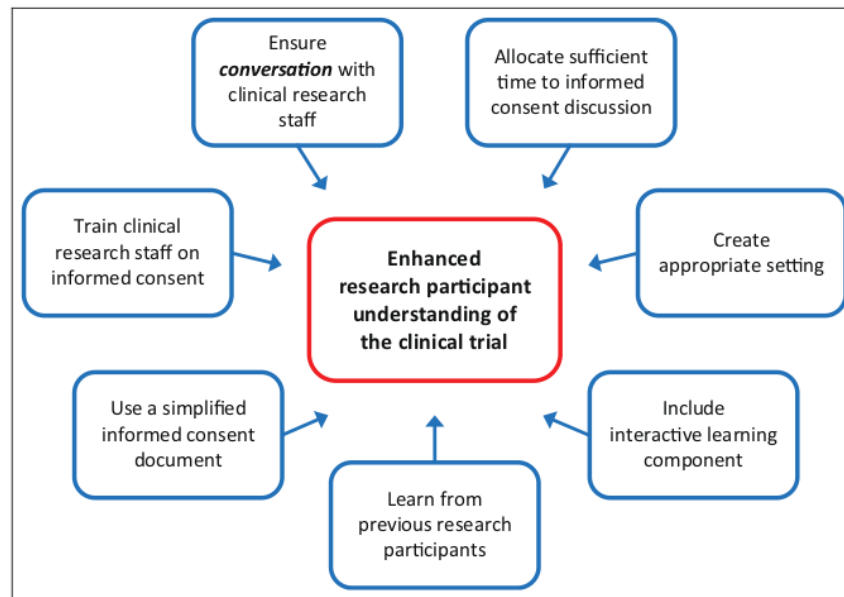 Ensure
conversation with
clinical research
staff
Allocate sufficient
time to informed
consent discussion
Train clinical
research staff on
informed consent
Enhanced
research participant
understanding of
the clinical trial
Create
appropriate setting
Use a simplified
informed consent
document
Include
interactive learning
component
Learn from
previous research
participants